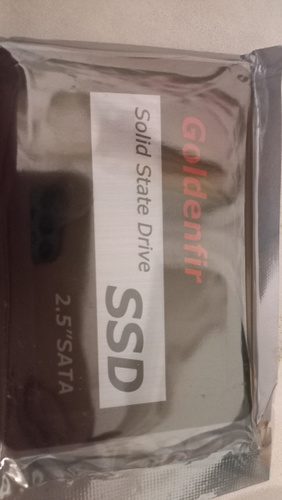 Goldenfir
Solid State Drive
SSD
2.5"SATA